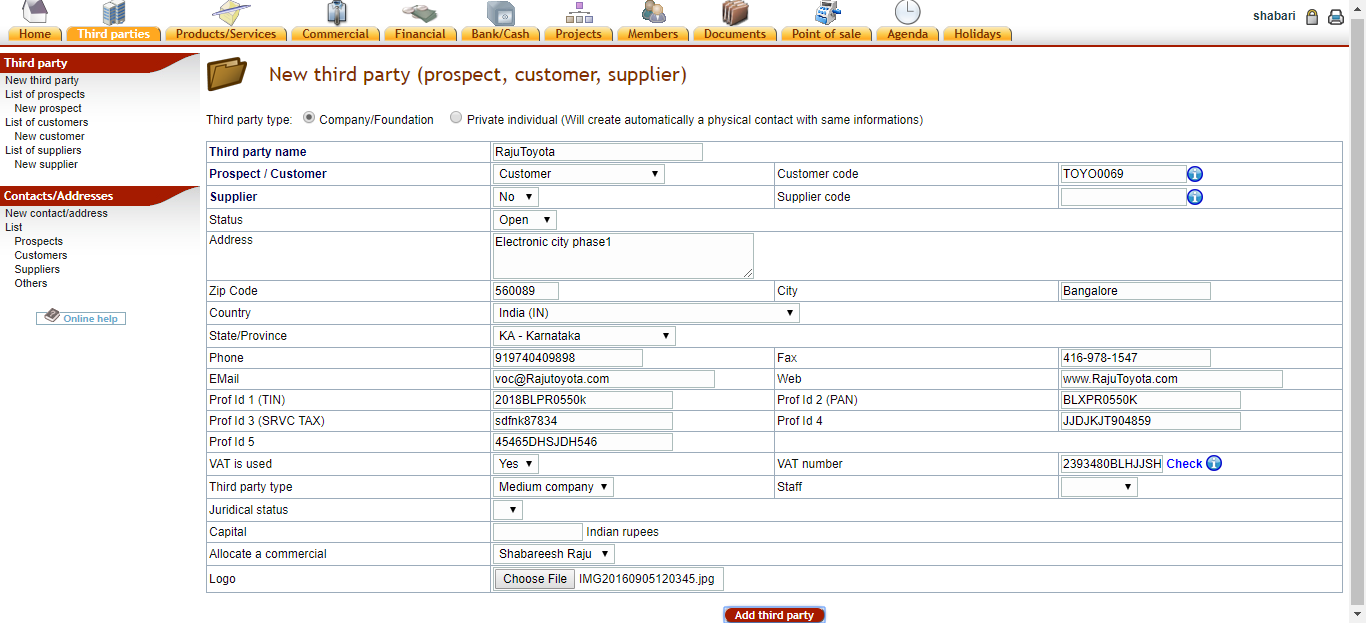 shabari
Home Third parties Products/Services Commercial Financial Bank/Cash Projects Members Documents Point of sale Agenda Holidays
Third party
New third party
List of prospects
New prospect
List of customers
New customer
List of suppliers
New supplier
Contacts/Addresses
New contact/address
List
Prospects
Customers
Suppliers
Others
Online help
New third party (prospect, customer, supplier)
Third party type: Company/Foundation Private individual (Will create automatically a physical contact with same informations)
Third party name RajuToyota
Prospect / Customer Customer Customer code TOYO0069
Supplier No Supplier code
Status Open
Address Electronic city phase1
Zip Code 560089 City Bangalore
Country India (IN)
State/Province KA - Karnataka
Phone 919740409898 Fax 416-978-1547
EMail voc@Rajutoyota.com Web www.RajuToyota.com
Prof Id 1 (TIN) 2018BLPR0550k Prof Id 2 (PAN) BLXPR0550K
Prof Id 3 (SRVC TAX) sdfnk87834 Prof Id 4 JJDJKJT904859
Prof Id 5 45465DHSJDH546
VAT is used Yes VAT number 2393480BLHJJSH Check
Third party type Medium company Staff
Juridical status
Capital Indian rupees
Allocate a commercial Shabareesh Raju
Logo Choose File IMG20160905120345.jpg
Add third party